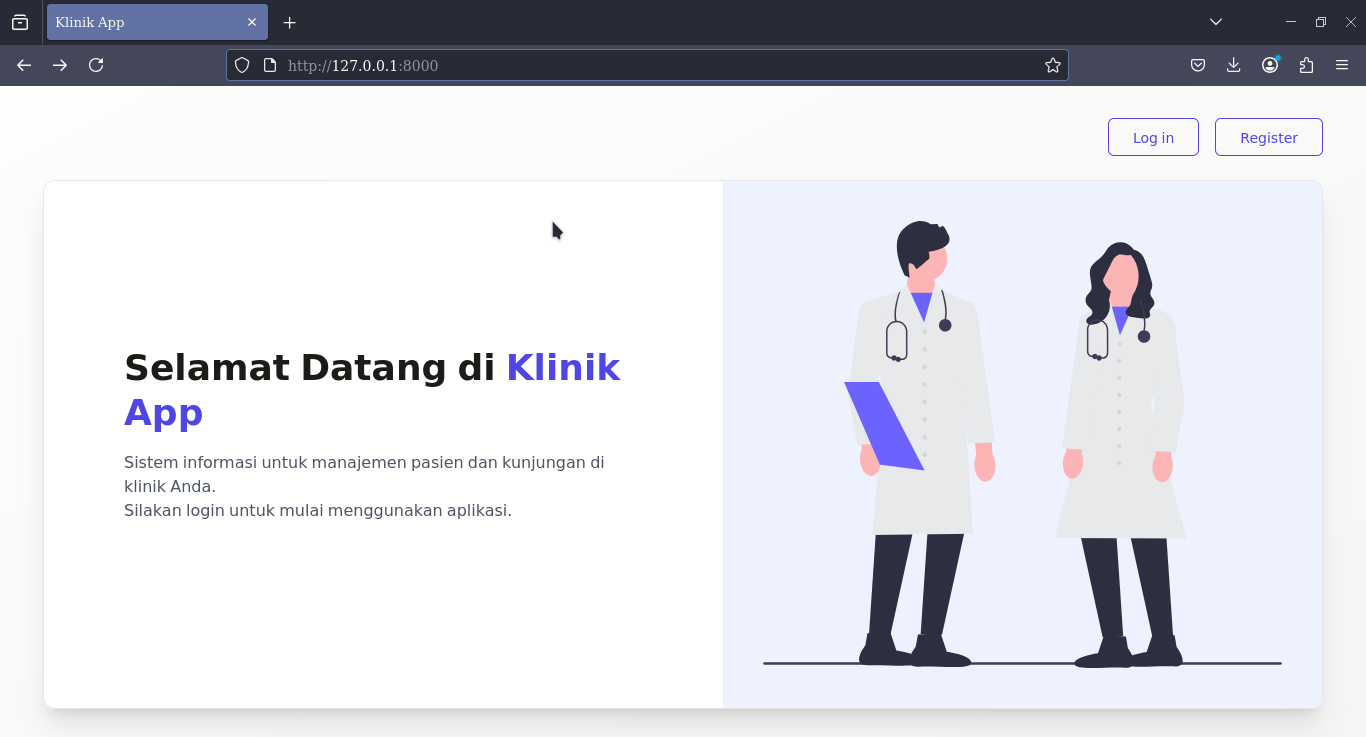 Klinik App
http://127.0.0.1:8000
Log in
Register
Selamat Datang di Klinik
App
Sistem informasi untuk manajemen pasien dan kunjungan di
klinik Anda.
Silakan login untuk mulai menggunakan aplikasi.